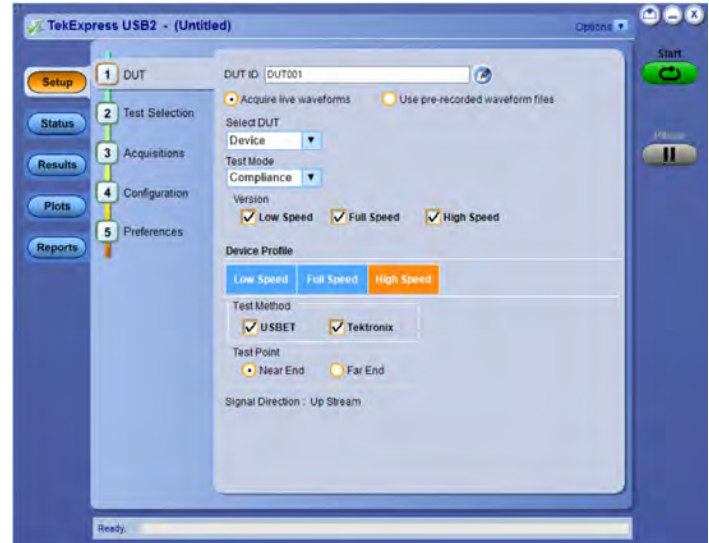 TekExpress USB2 - (Untitled)
Options
Start
Setup
Status
Results
Plots
Reports
Pause
1 DUT
2 Test Selection
3 Acquisitions
4 Configuration
5 Preferences
DUT ID DUT001
Acquire live waveforms Use pre-recorded waveform files
Select DUT
Device
Test Mode
Compliance
Version
Low Speed Full Speed High Speed
Device Profile
Low Speed Full Speed High Speed
Test Method
USBET Tektronix
Test Point
Near End Far End
Signal Direction : Up Stream
Ready.